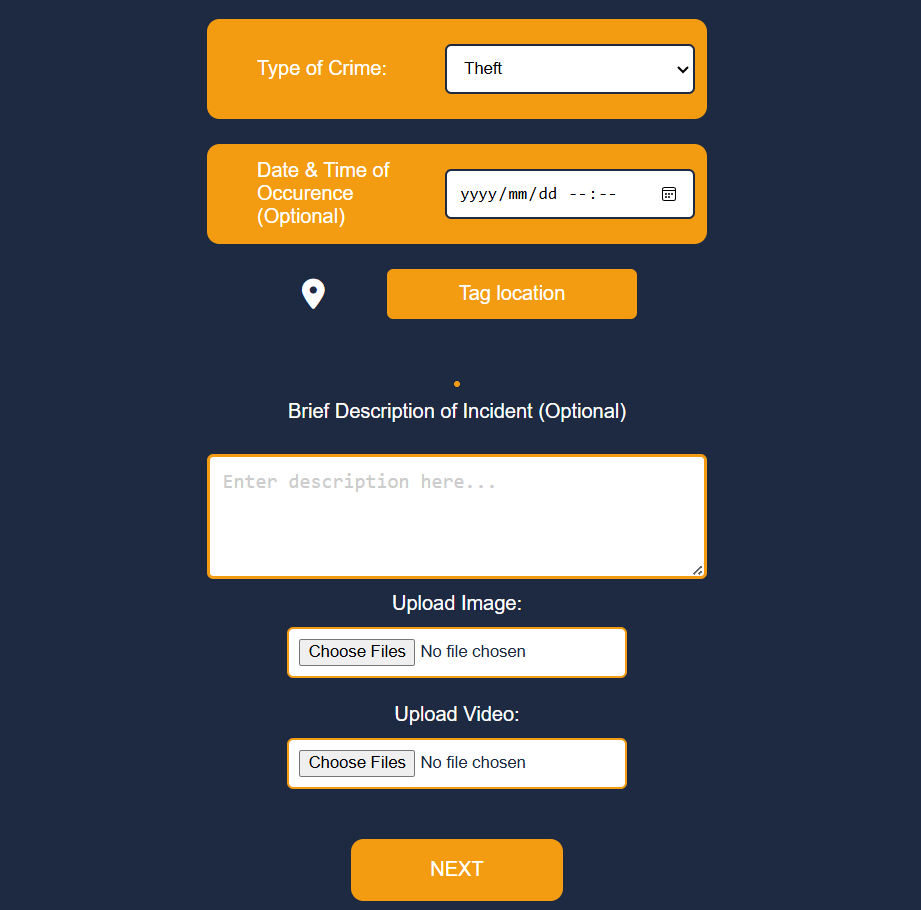 Type of Crime:
Theft
Date & Time of
Occurence
(Optional)
yyyy/mm/dd --:--
Tag location
Brief Description of Incident (Optional)
Enter description here...
Upload Image:
Choose Files No file chosen
Upload Video:
Choose Files No file chosen
NEXT